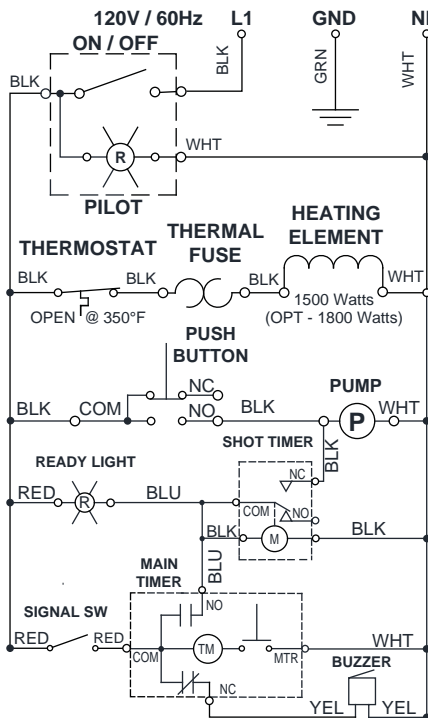 120V / 60Hz L1 GND N
ON / OFF
BLK
BLK
GRN
WHT
R
WHT
PILOT
THERMOSTAT
THERMAL
FUSE
HEATING
ELEMENT
BLK
BLK
BLK
WHT
OPEN @ 350°F
1500 Watts
(OPT - 1800 Watts)
PUSH
BUTTON
NC
PUMP
BLK
COM
NO
BLK
P
WHT
SHOT TIMER
BLK
READY LIGHT
NC
RED
R
BLU
COM
NO
BLK
M
BLK
BLU
MAIN
TIMER
NO
SIGNAL SW
RED
RED
COM
TM
MTR
WHT
BUZZER
NC
YEL
YEL